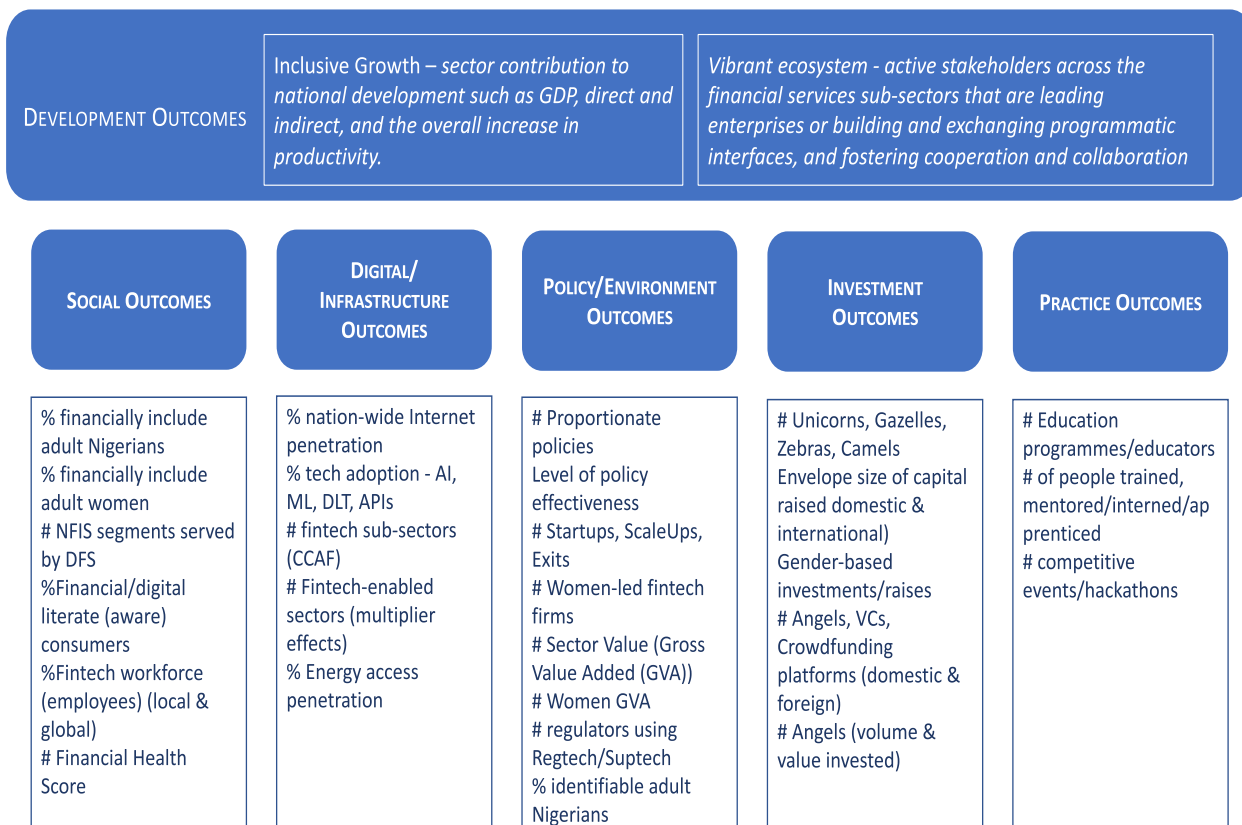 DEVELOPMENT OUTCOMES
Inclusive Growth – sector contribution to
national development such as GDP, direct and
indirect, and the overall increase in
productivity.
Vibrant ecosystem - active stakeholders across the
financial services sub-sectors that are leading
enterprises or building and exchanging programmatic
interfaces, and fostering cooperation and collaboration
SOCIAL OUTCOMES
% financially include
adult Nigerians
% financially include
adult women
# NFIS segments served
by DFS
%Financial/digital
literate (aware)
consumers
%Fintech workforce
(employees) (local &
global)
# Financial Health
Score
DIGITAL/
INFRASTRUCTURE
OUTCOMES
% nation-wide Internet
penetration
% tech adoption - AI,
ML, DLT, APIs
# fintech sub-sectors
(CCAF)
# Fintech-enabled
sectors (multiplier
effects)
% Energy access
penetration
POLICY/ENVIRONMENT
OUTCOMES
# Proportionate
policies
Level of policy
effectiveness
# Startups, ScaleUps,
Exits
# Women-led fintech
firms
# Sector Value (Gross
Value Added (GVA))
# Women GVA
# regulators using
Regtech/Suptech
% identifiable adult
Nigerians
INVESTMENT
OUTCOMES
# Unicorns, Gazelles,
Zebras, Camels
Envelope size of capital
raised domestic &
international)
Gender-based
investments/raises
# Angels, VCs,
Crowdfunding
platforms (domestic &
foreign)
# Angels (volume &
value invested)
PRACTICE OUTCOMES
# Education
programmes/educators
# of people trained,
mentored/interned/ap
prenticed
# competitive
events/hackathons